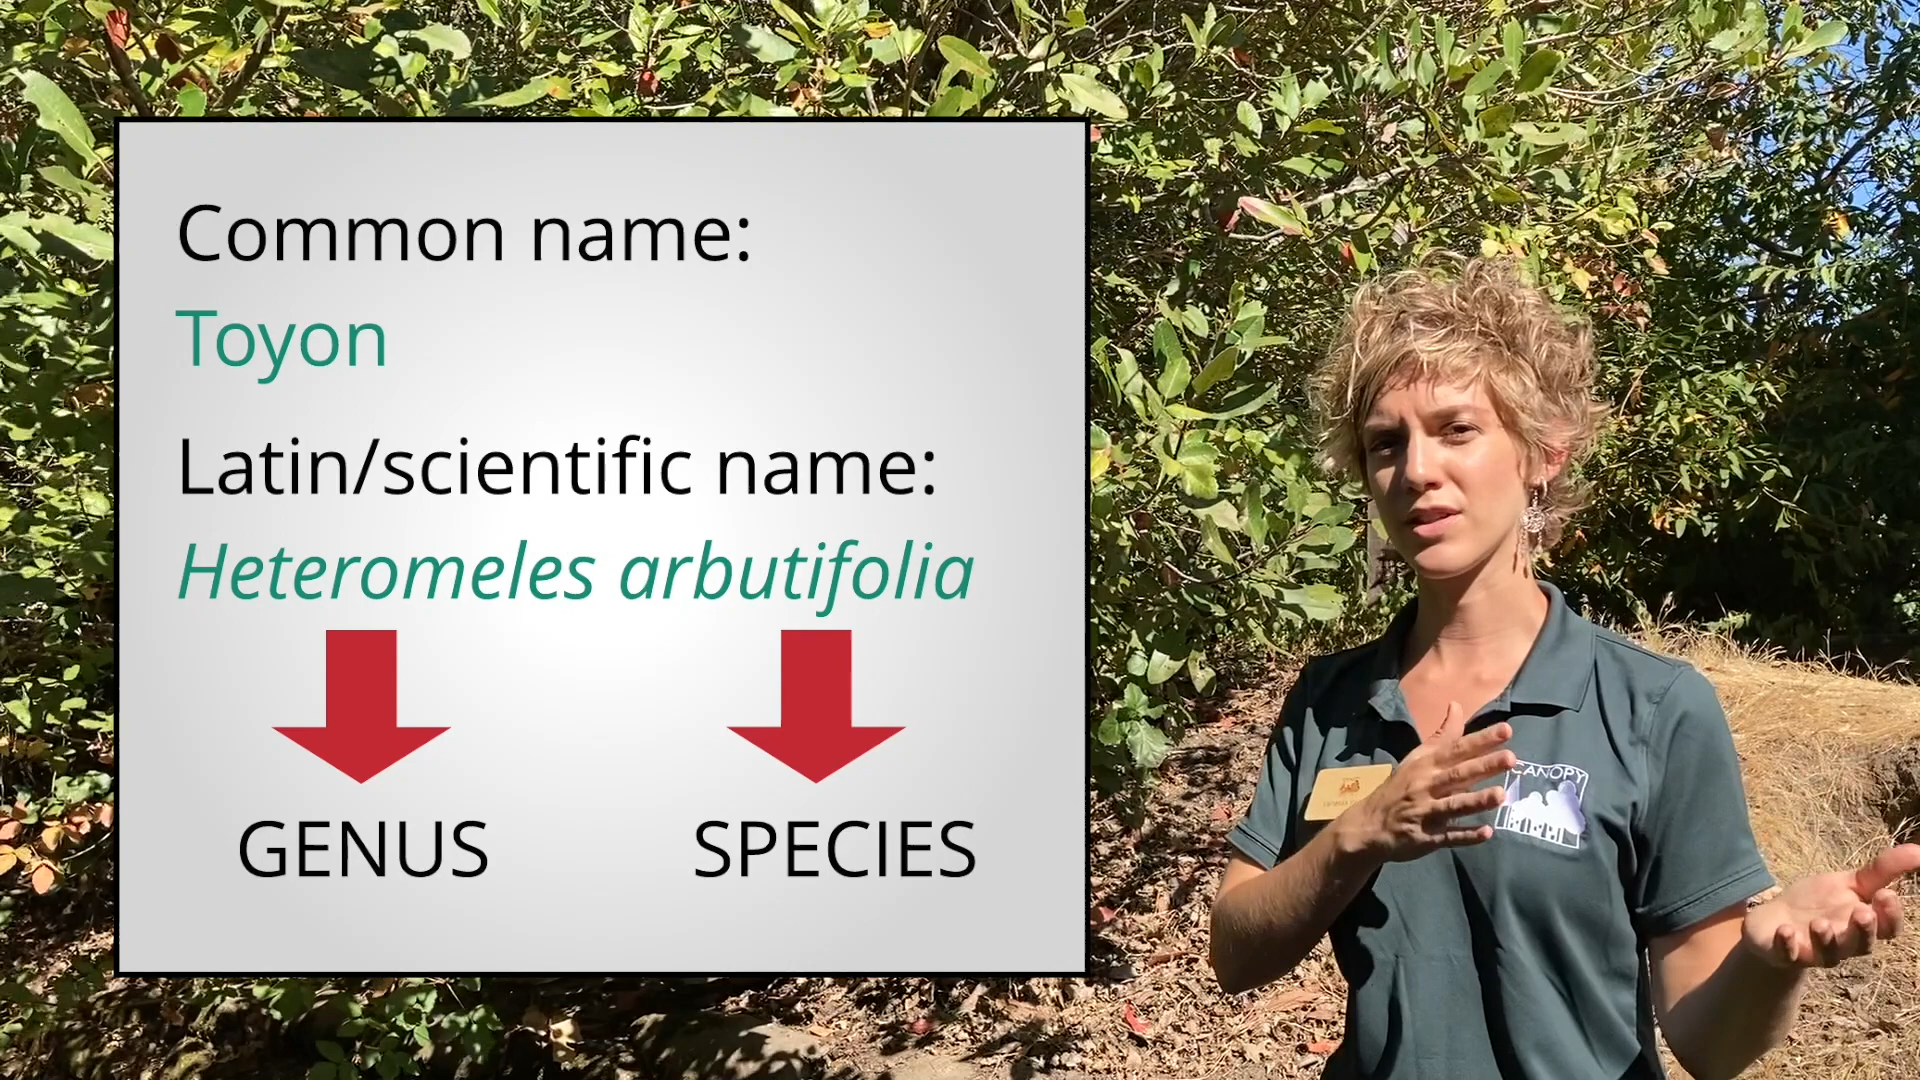 Common name:
Toyon
Latin/scientific name:
Heteromeles arbutifolia
GENUS
SPECIES
CANOPY